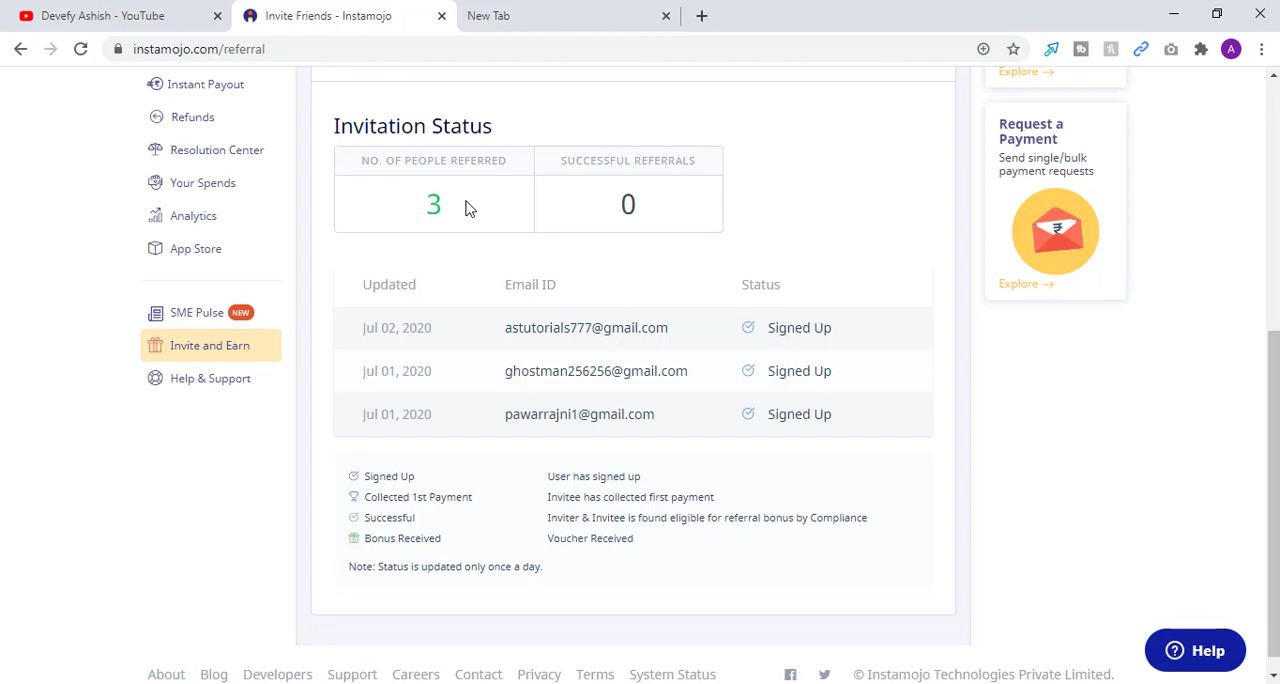 Devefy Ashish - YouTube
Invite Friends - Instamojo
New Tab
instamojo.com/referral
A
Instant Payout
Refunds
Resolution Center
Your Spends
Analytics
App Store
SME Pulse NEW
Invite and Earn
Help & Support
Invitation Status
NO. OF PEOPLE REFERRED SUCCESSFUL REFERRALS
3 0
Updated Email ID Status
Jul 02, 2020 astutorials777@gmail.com Signed Up
Jul 01, 2020 ghostman256256@gmail.com Signed Up
Jul 01, 2020 pawarrajni1@gmail.com Signed Up
Signed Up User has signed up
Collected 1st Payment Invitee has collected first payment
Successful Inviter & Invitee is found eligible for referral bonus by Compliance
Bonus Received Voucher Received
Note: Status is updated only once a day.
Explore →
Request a
Payment
Send single/bulk
payment requests
₹
Explore →
Help
About Blog Developers Support Careers Contact Privacy Terms System Status © Instamojo Technologies Private Limited.